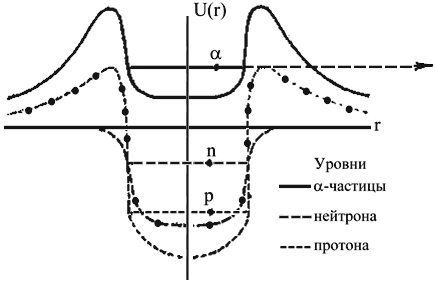 U(r)
α
r
n
Уровни
p
α-частицы
нейтрона
протона